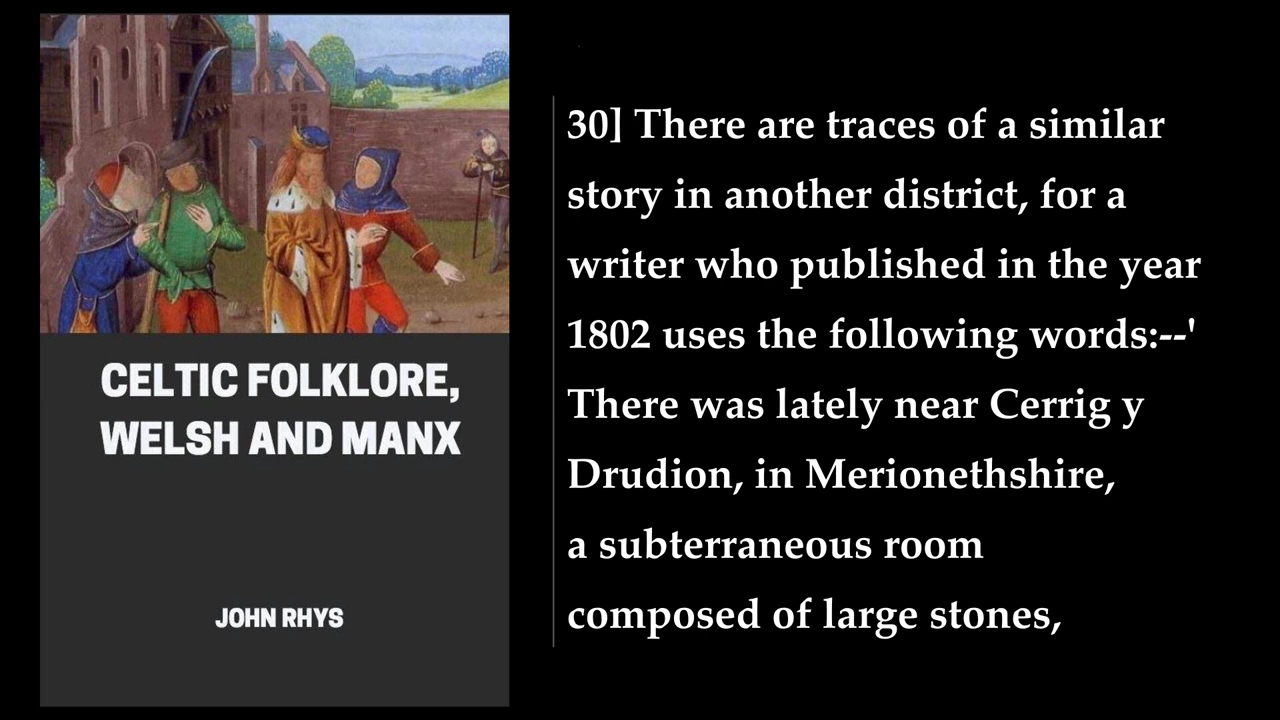 CELTIC FOLKLORE,
WELSH AND MANX
JOHN RHYS
30] There are traces of a similar
story in another district, for a
writer who published in the year
1802 uses the following words:--'
There was lately near Cerrig y
Drudion, in Merionethshire,
a subterraneous room
composed of large stones,